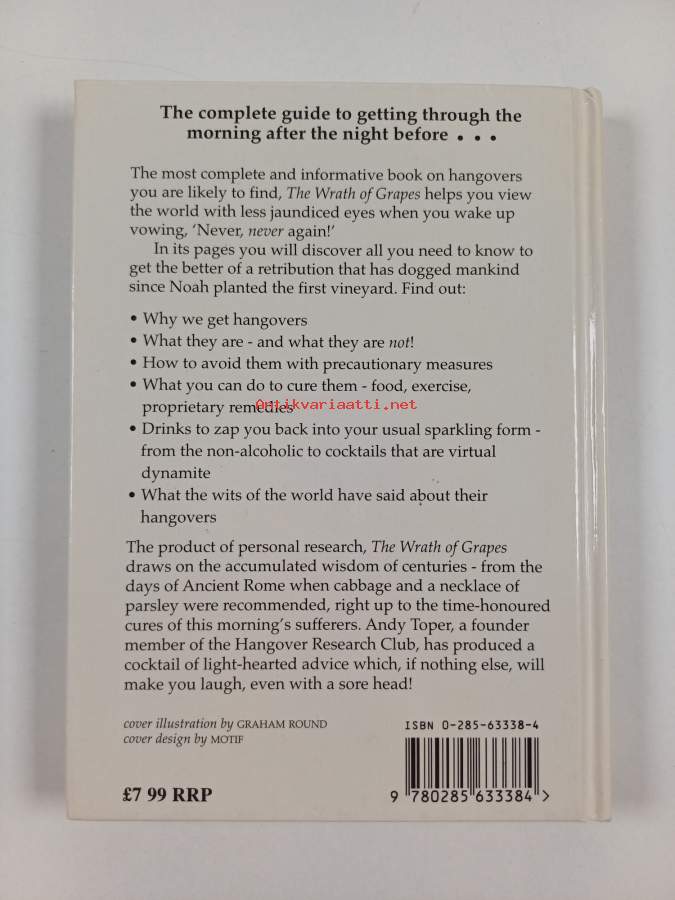 The complete guide to getting through the
morning after the night before . . .
The most complete and informative book on hangovers
you are likely to find, The Wrath of Grapes helps you view
the world with less jaundiced eyes when you wake up
vowing, ‘Never, never again!’
In its pages you will discover all you need to know to
get the better of a retribution that has dogged mankind
since Noah planted the first vineyard. Find out:
• Why we get hangovers
• What they are - and what they are not!
• How to avoid them with precautionary measures
• What you can do to cure them - food, exercise,
proprietary remedies
Antikvariaatti.net
• Drinks to zap you back into your usual sparkling form -
from the non-alcoholic to cocktails that are virtual
dynamite
• What the wits of the world have said about their
hangovers
The product of personal research, The Wrath of Grapes
draws on the accumulated wisdom of centuries - from the
days of Ancient Rome when cabbage and a necklace of
parsley were recommended, right up to the time-honoured
cures of this morning’s sufferers. Andy Toper, a founder
member of the Hangover Research Club, has produced a
cocktail of light-hearted advice which, if nothing else, will
make you laugh, even with a sore head!
cover illustration by GRAHAM ROUND
cover design by MOTIF
ISBN 0-285-63338-4
£7 99 RRP
9 780285 633384 >